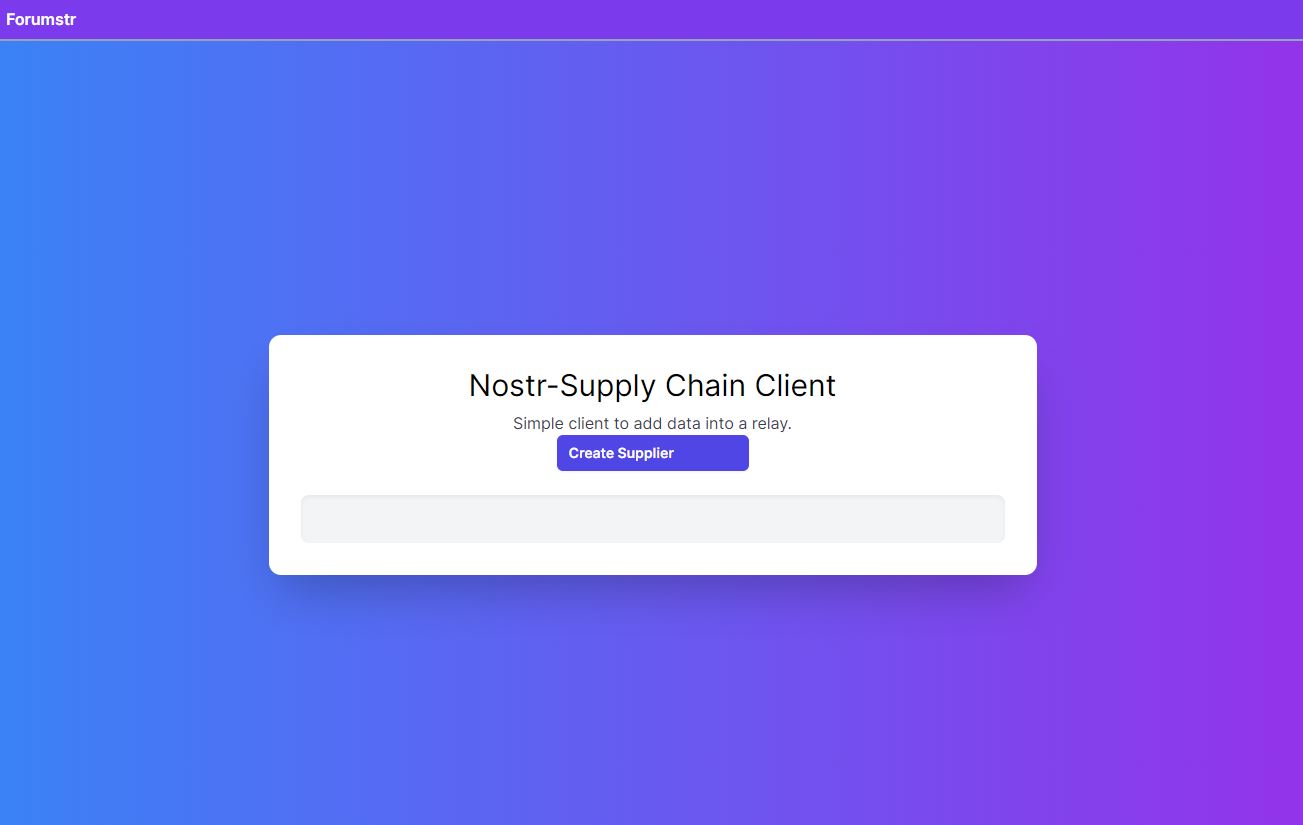 Forumstr
Nostr-Supply Chain Client
Simple client to add data into a relay.
Create Supplier